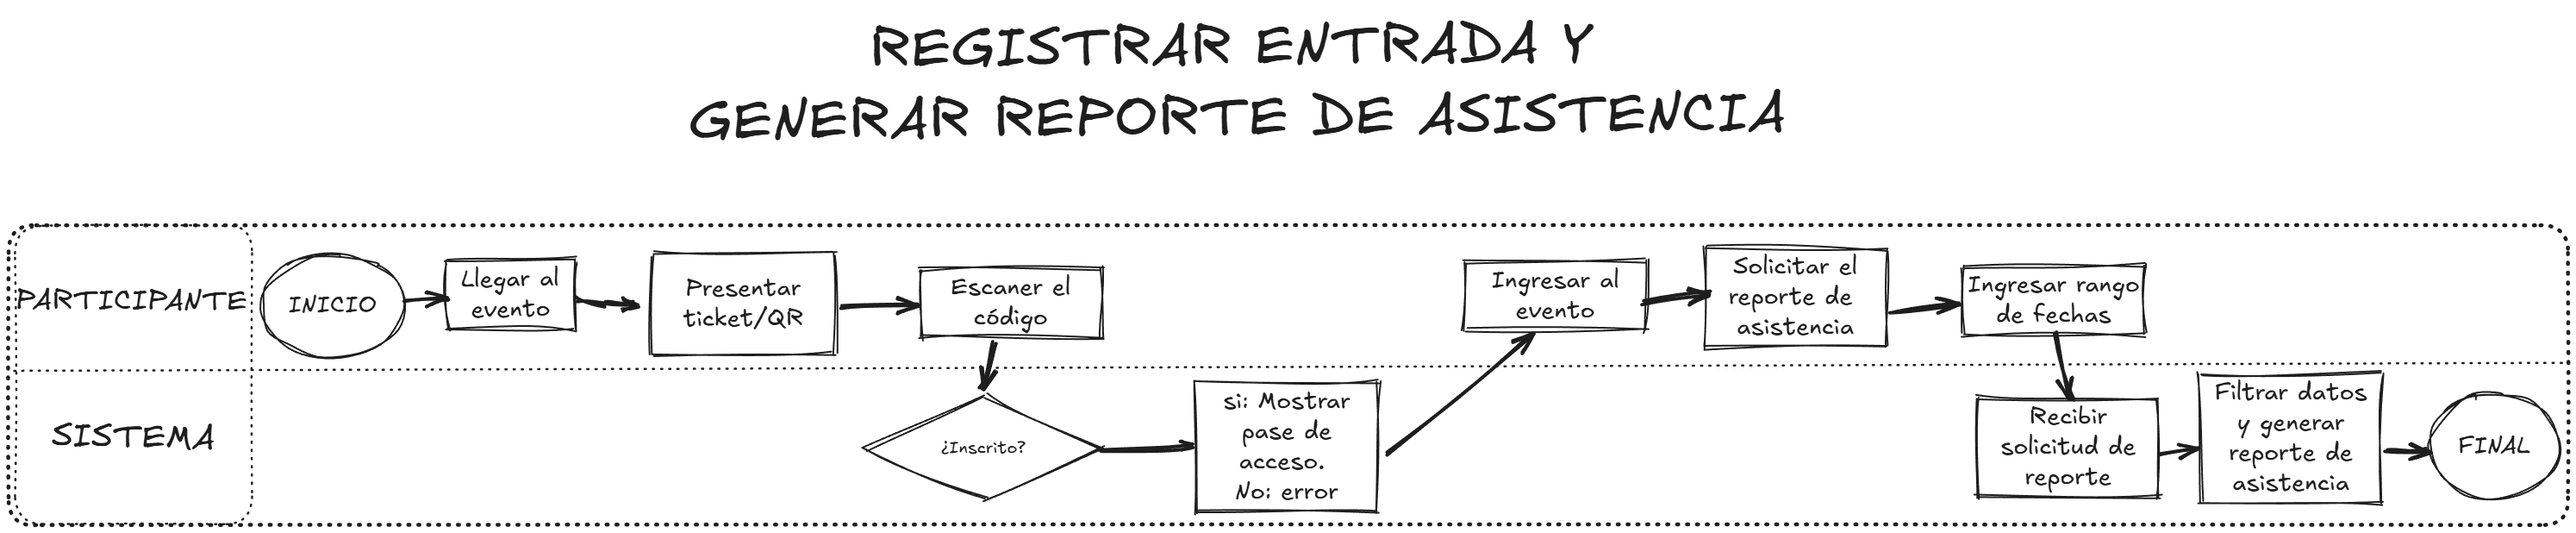 REGISTRAR ENTRADA Y
GENERAR REPORTE DE ASISTENCIA
PARTICIPANTE
INICIO
Llegar al
evento
Presentar
ticket/QR
Escaner el
código
Ingresar al
evento
Solicitar el
reporte de
asistencia
Ingresar rango
de fechas
SISTEMA
¿Inscrito?
si: Mostrar
pase de
acceso.
No: error
Recibir
solicitud de
reporte
Filtrar datos
y generar
reporte de
asistencia
FINAL